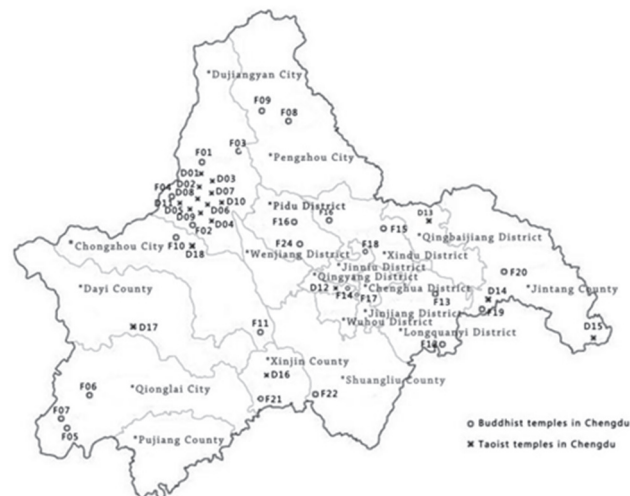 *Dujiangyan City
F09
F08
F03
F01
*Pengzhou City
D01
D03
D02
F04
D08
D07
D11
D10
D05
D06
D09
D04
F02
*Pidu District
F16
F16
D13
F15
*Qingbaijiang District
*Chongzhou City
F10
D18
F24
F18
*Wenjiang District
*Xindu District
*Jinniu District
*Qingyang District
F20
*Dayi County
D12
*Chenghua District
F14
F17
F13
D14
*Jintang County
F19
*Jinjiang District
*Wuhou District
D17
F11
*Longquanyi District
D15
*Xinjin County
D16
*Shuangliu County
F06
*Qionglai City
F21
F22
F07
F05
*Pujiang County
Buddhist temples in Chengdu
Taoist temples in Chengdu